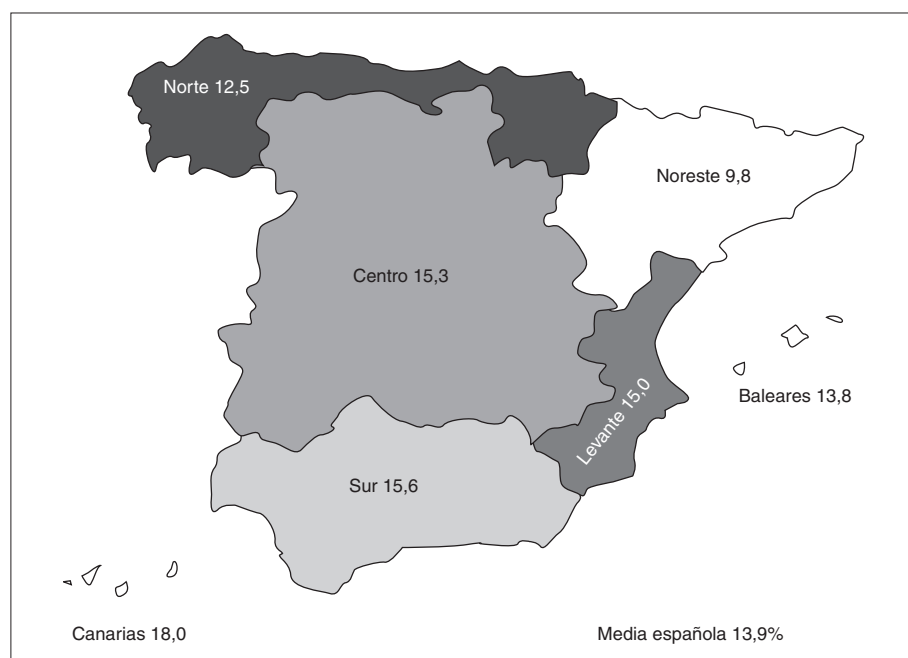 Norte 12,5
Noreste 9,8
Centro 15,3
Levante 15,0
Baleares 13,8
Sur 15,6
Canarias 18,0
Media española 13,9%